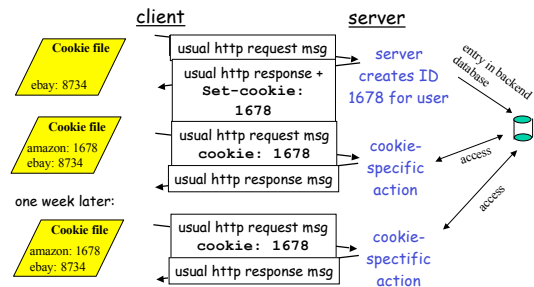 client
server
Cookie file
ebay: 8734
usual http request msg
usual http response +
Set-cookie:
1678
server
creates ID
1678 for user
entry in backend
database
Cookie file
amazon: 1678
ebay: 8734
usual http request msg
cookie: 1678
usual http response msg
cookie-
specific
action
access
access
one week later:
Cookie file
amazon: 1678
ebay: 8734
usual http request msg
cookie: 1678
usual http response msg
cookie-
spectific
action